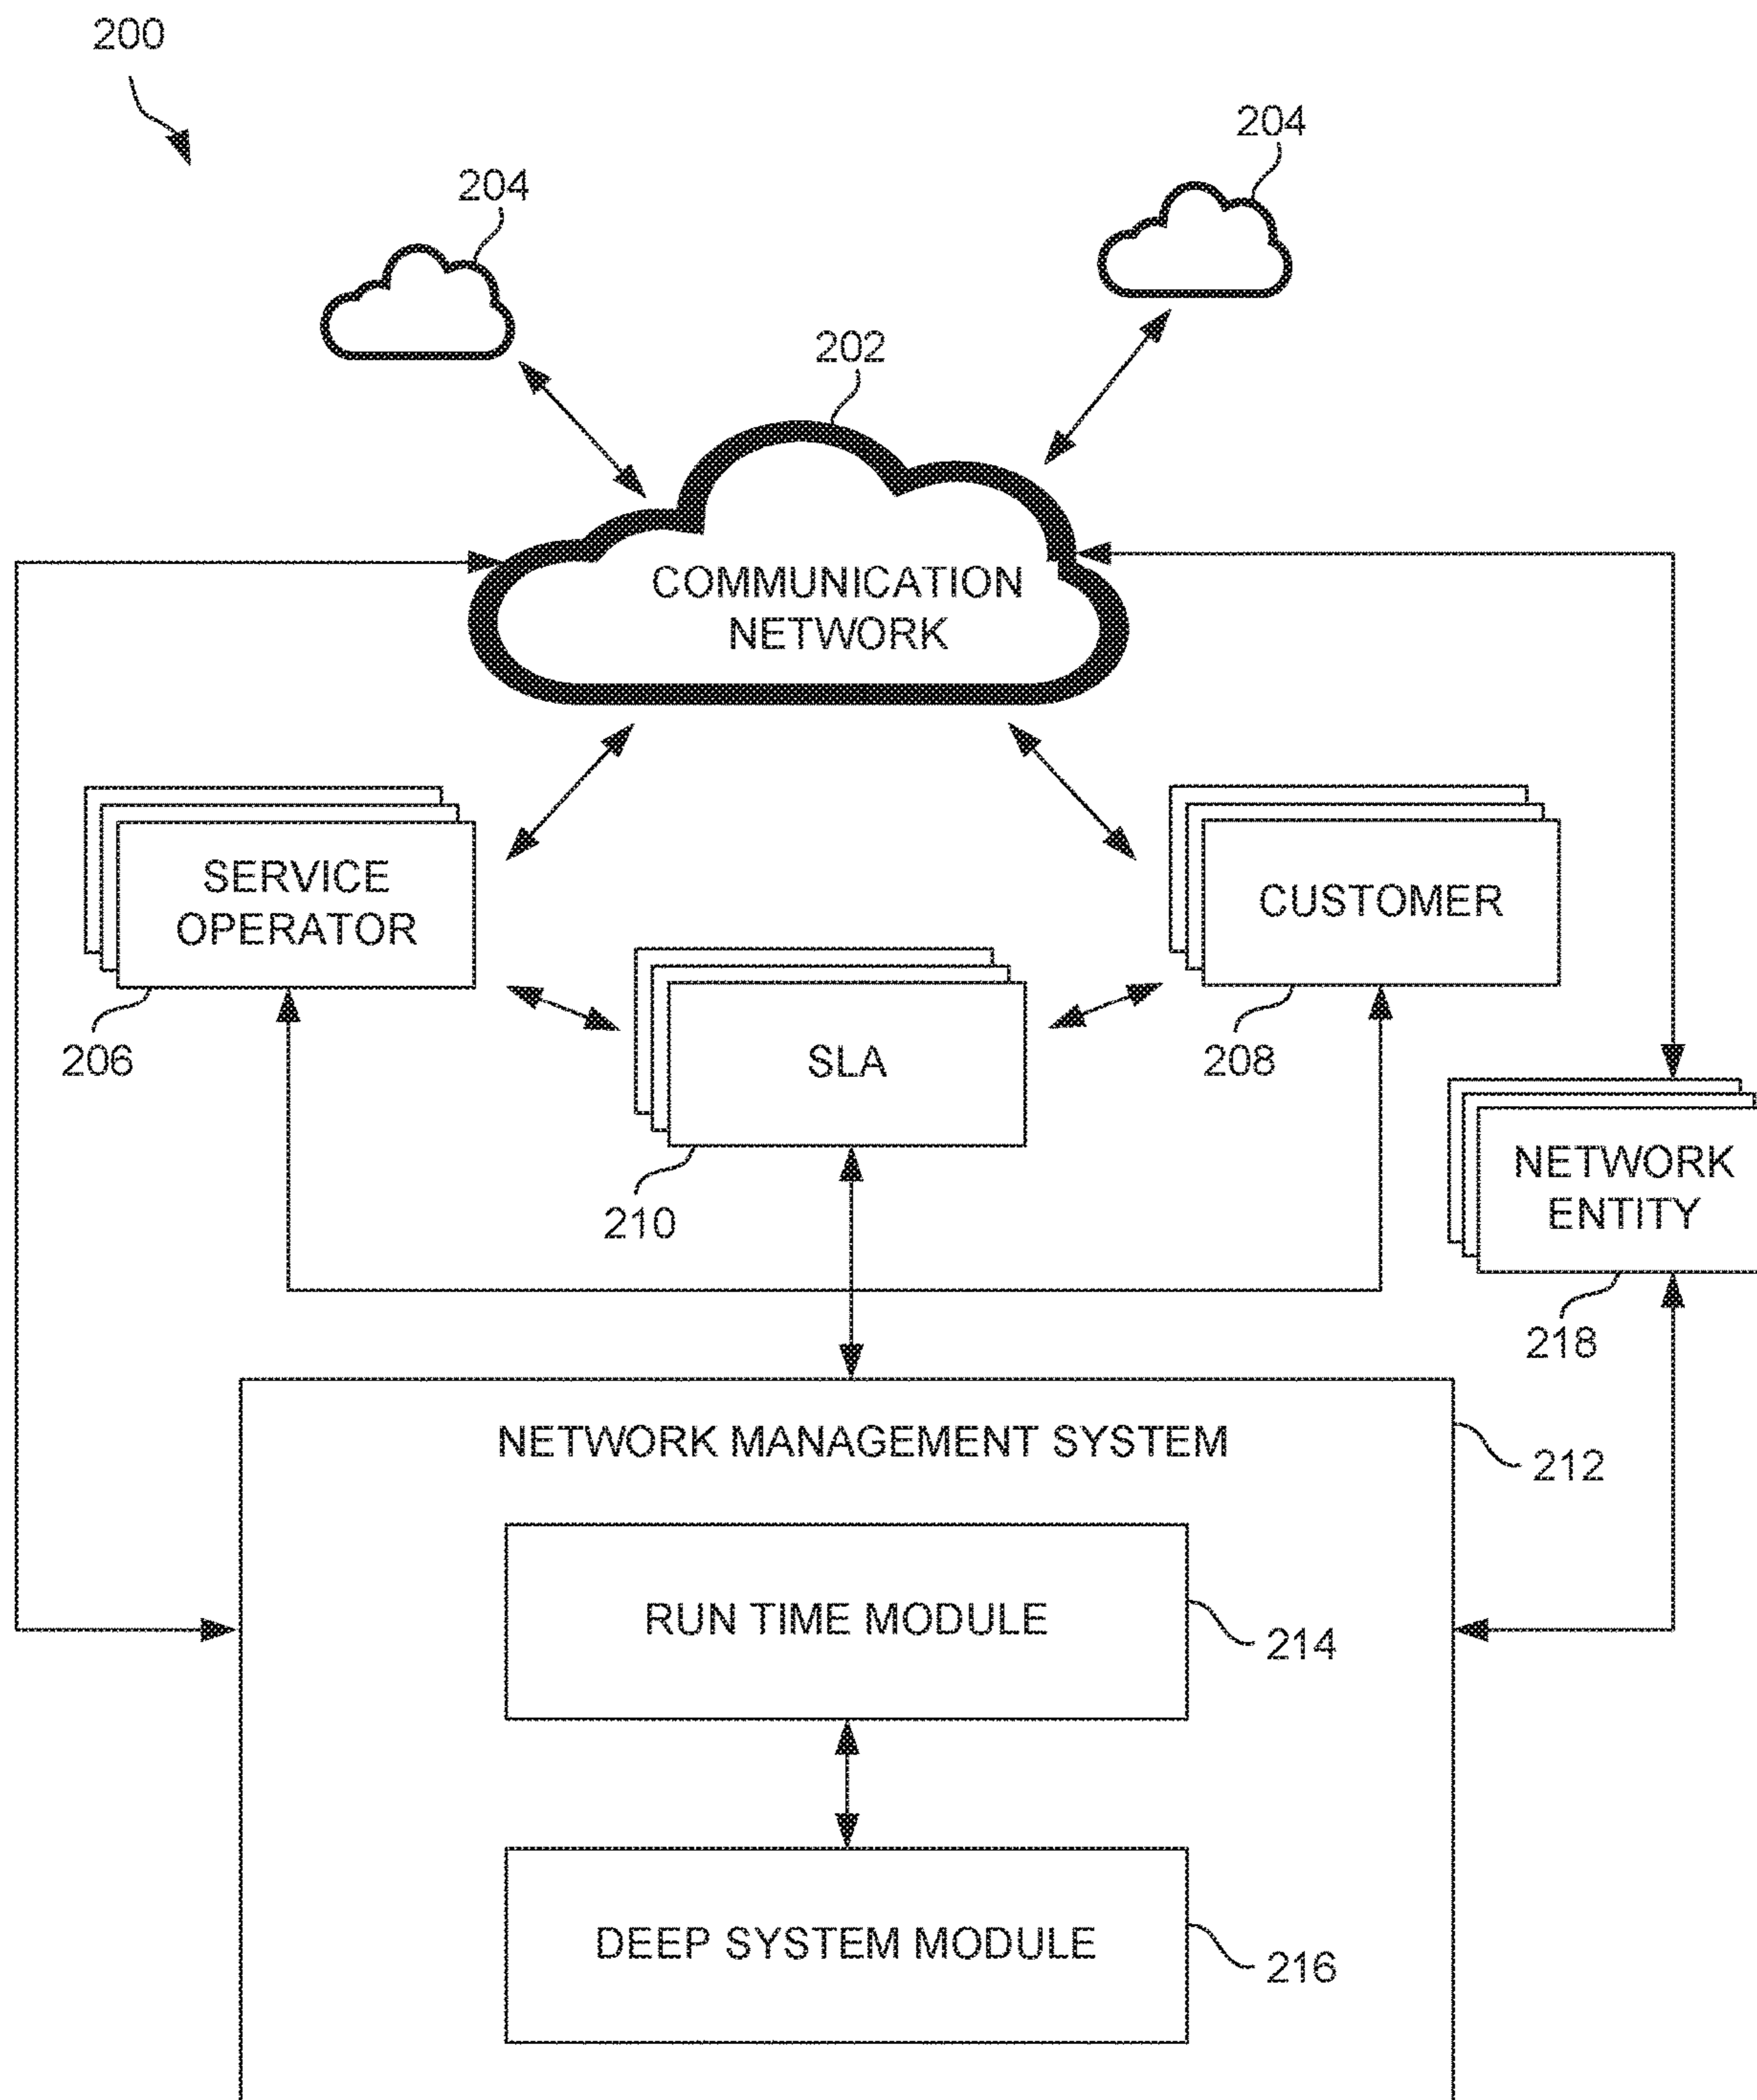 200
204
204
202
COMMUNICATION
NETWORK
SERVICE
OPERATOR
CUSTOMER
206
SLA
208
210
NETWORK
ENTITY
218
NETWORK MANAGEMENT SYSTEM
212
RUN TIME MODULE
214
DEEP SYSTEM MODULE
216